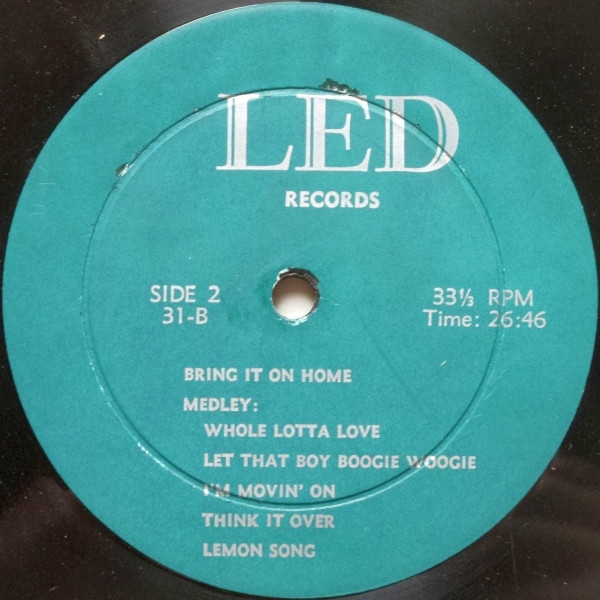 LED
RECORDS
SIDE 2
31-B
33⅓ RPM
Time: 26:46
BRING IT ON HOME
MEDLEY:
WHOLE LOTTA LOVE
LET THAT BOY BOOGIE WOOGIE
I'M MOVIN' ON
THINK IT OVER
LEMON SONG